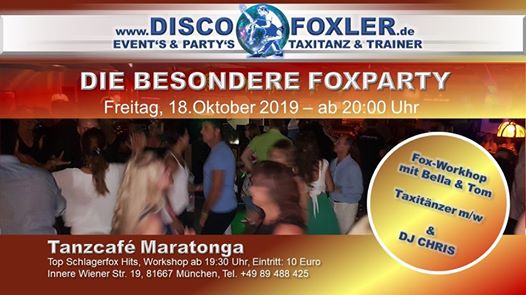 www.DISCO FOXLER.de
EVENT'S & PARTY'S TAXITANZ & TRAINER
DIE BESONDERE FOXPARTY
Freitag, 18.Oktober 2019 – ab 20:00 Uhr
Fox-Workhop
mit Bella & Tom
Taxitänzer m/w
&
DJ CHRIS
Tanzcafé Maratonga
Top Schlagerfox Hits, Workshop ab 19:30 Uhr, Eintritt: 10 Euro
Innere Wiener Str. 19, 81667 München, Tel. +49 89 488 425